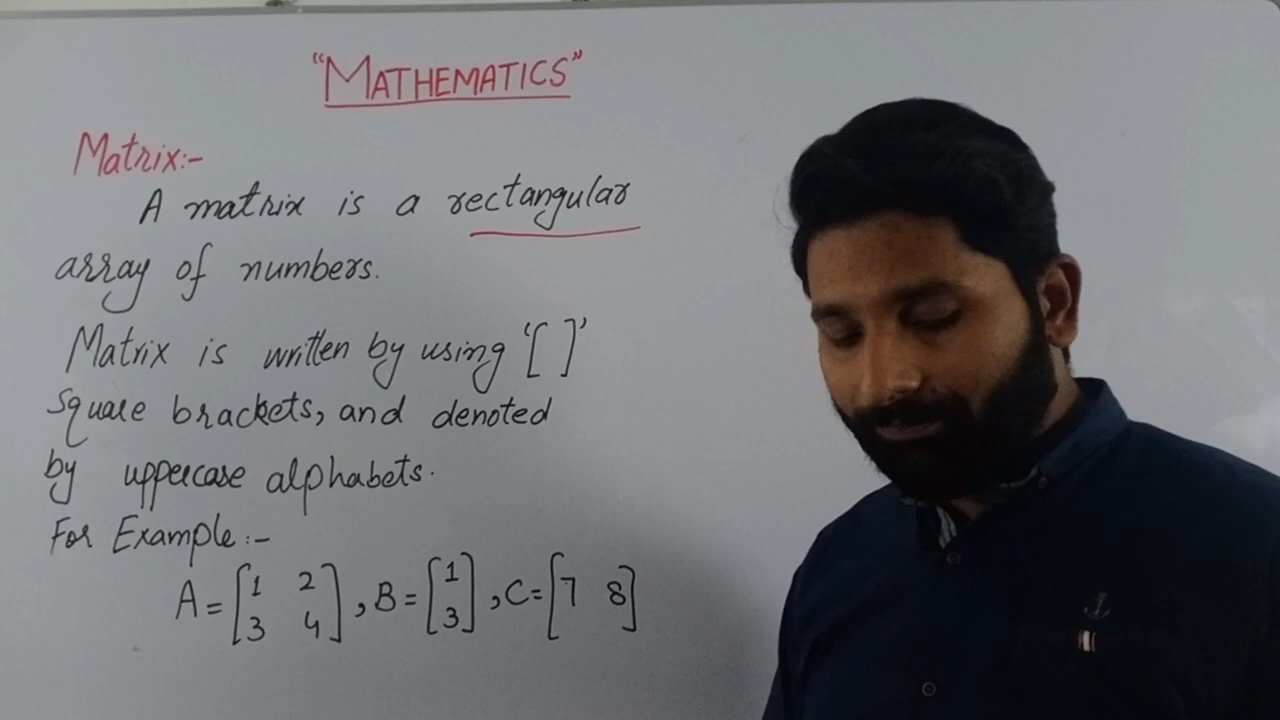 “MATHEMATICS”
Matrix:-
A matrix is a rectangular
array of numbers.
Matrix is written by using ‘[ ]’
Square brackets, and denoted
by uppercase alphabets.
For Example:-
A = [1 2 3 4], B = [1 3], C = [7 8]